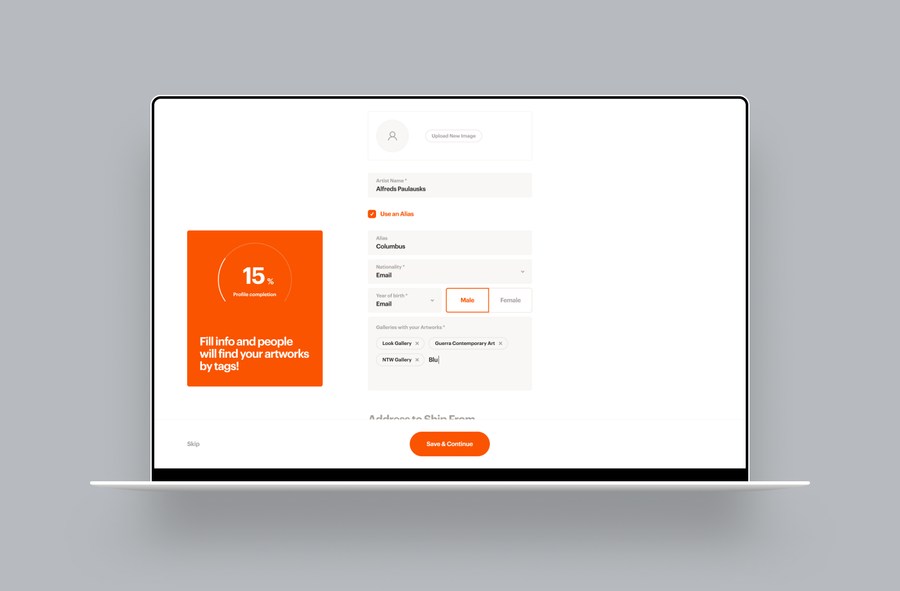 Upload New Image
Artist Name *
Alfreds Paulausks
Use an Alias
Alias
Columbus
Nationality *
Email
Year of birth *
Email
Male
Female
Galleries with your Artworks *
Look Gallery ×
Guerra Contemporary Art ×
NTW Gallery ×
Blu
15 %
Profile completion
Fill info and people
will find your artworks
by tags!
Address to Ship From
Skip
Save & Continue